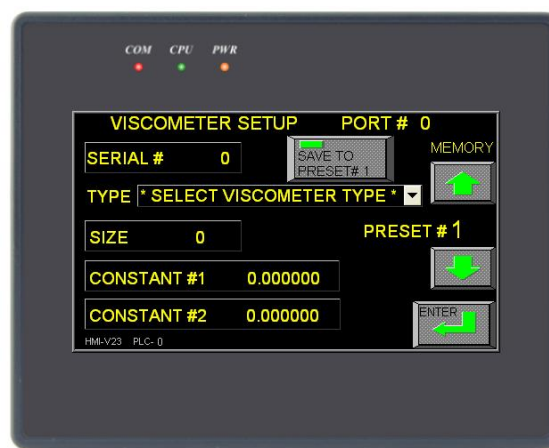 COM CPU PWR
VISCOMETER SETUP PORT # 0
SERIAL # 0
SAVE TO
PRESET# 1
MEMORY
TYPE * SELECT VISCOMETER TYPE *
SIZE 0
PRESET # 1
CONSTANT #1 0.000000
CONSTANT #2 0.000000
ENTER
HMI-V23 PLC- 0